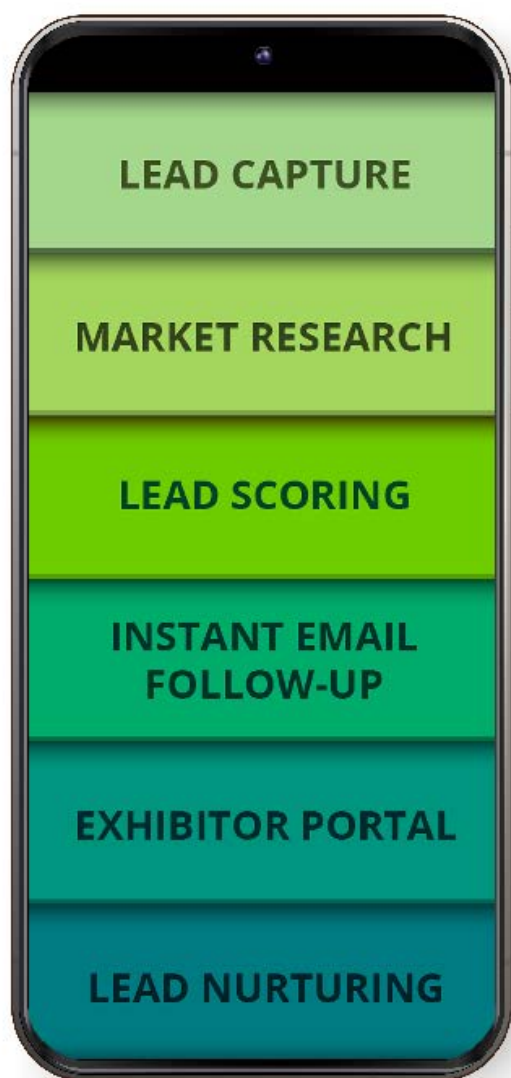 LEAD CAPTURE
MARKET RESEARCH
LEAD SCORING
INSTANT EMAIL
FOLLOW-UP
EXHIBITOR PORTAL
LEAD NURTURING